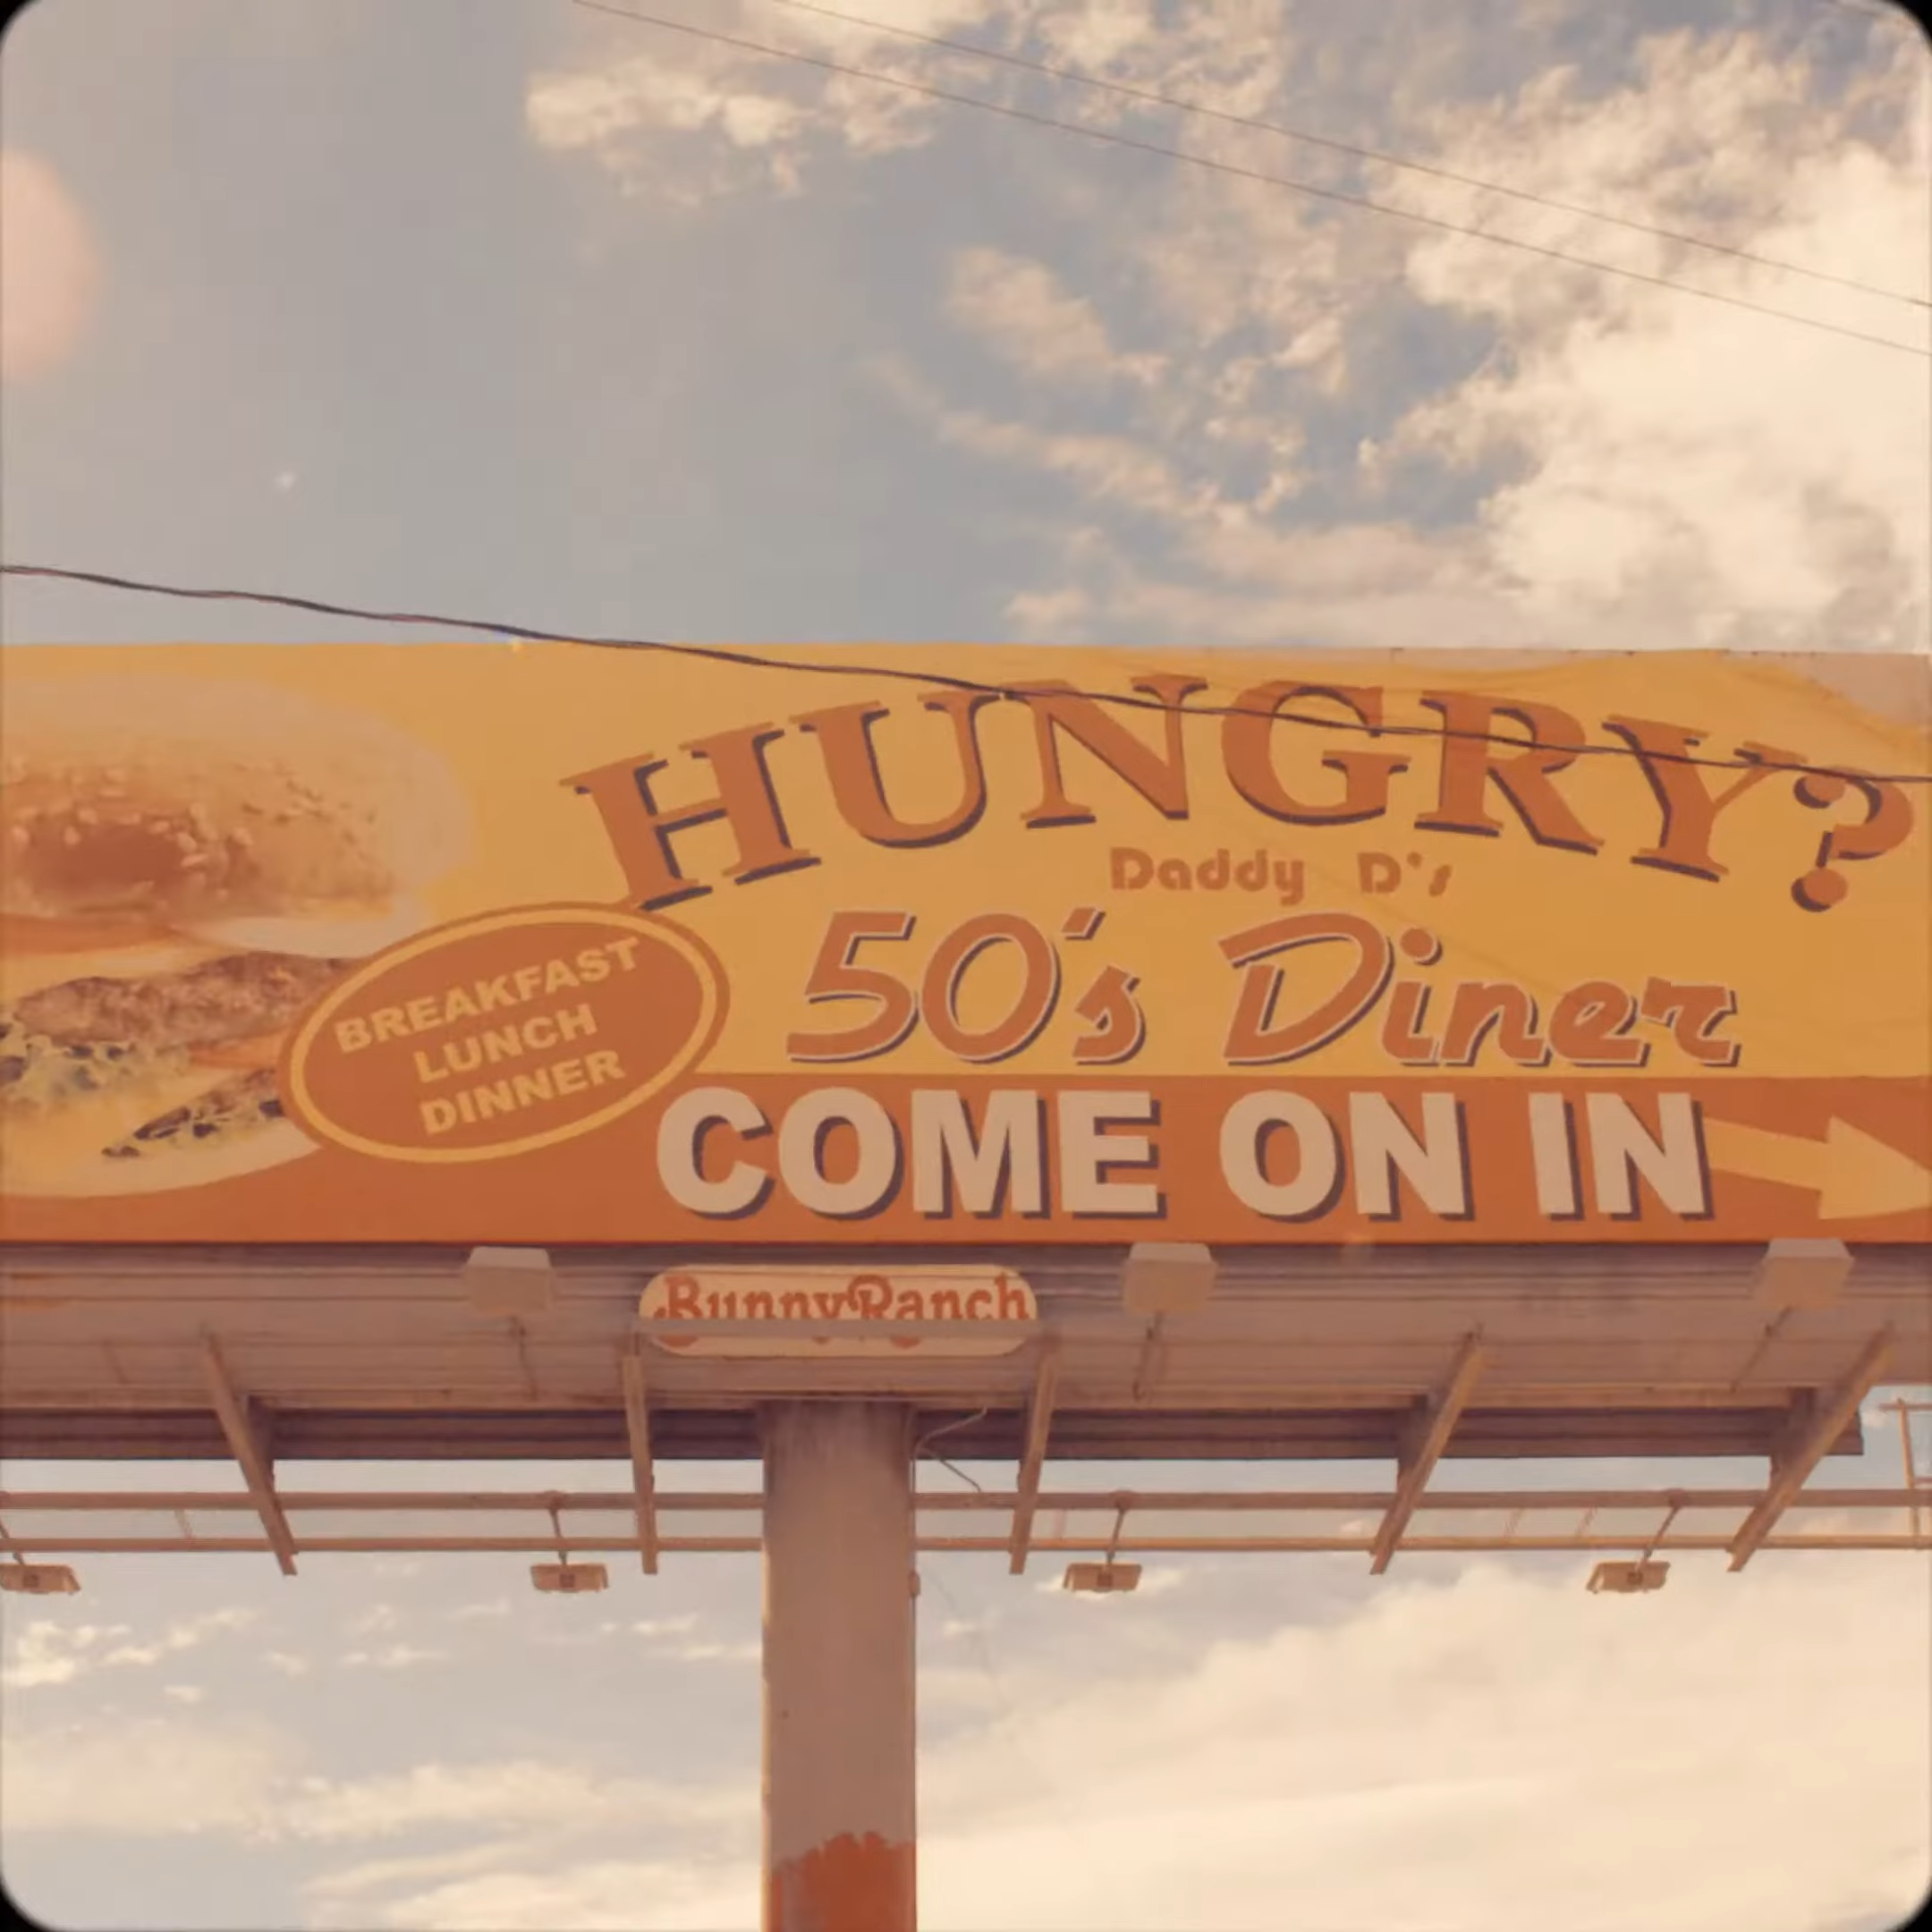 HUNGRY?
Daddy D's
50's Diner
BREAKFAST
LUNCH
DINNER
COME ON IN
BunnyRanch